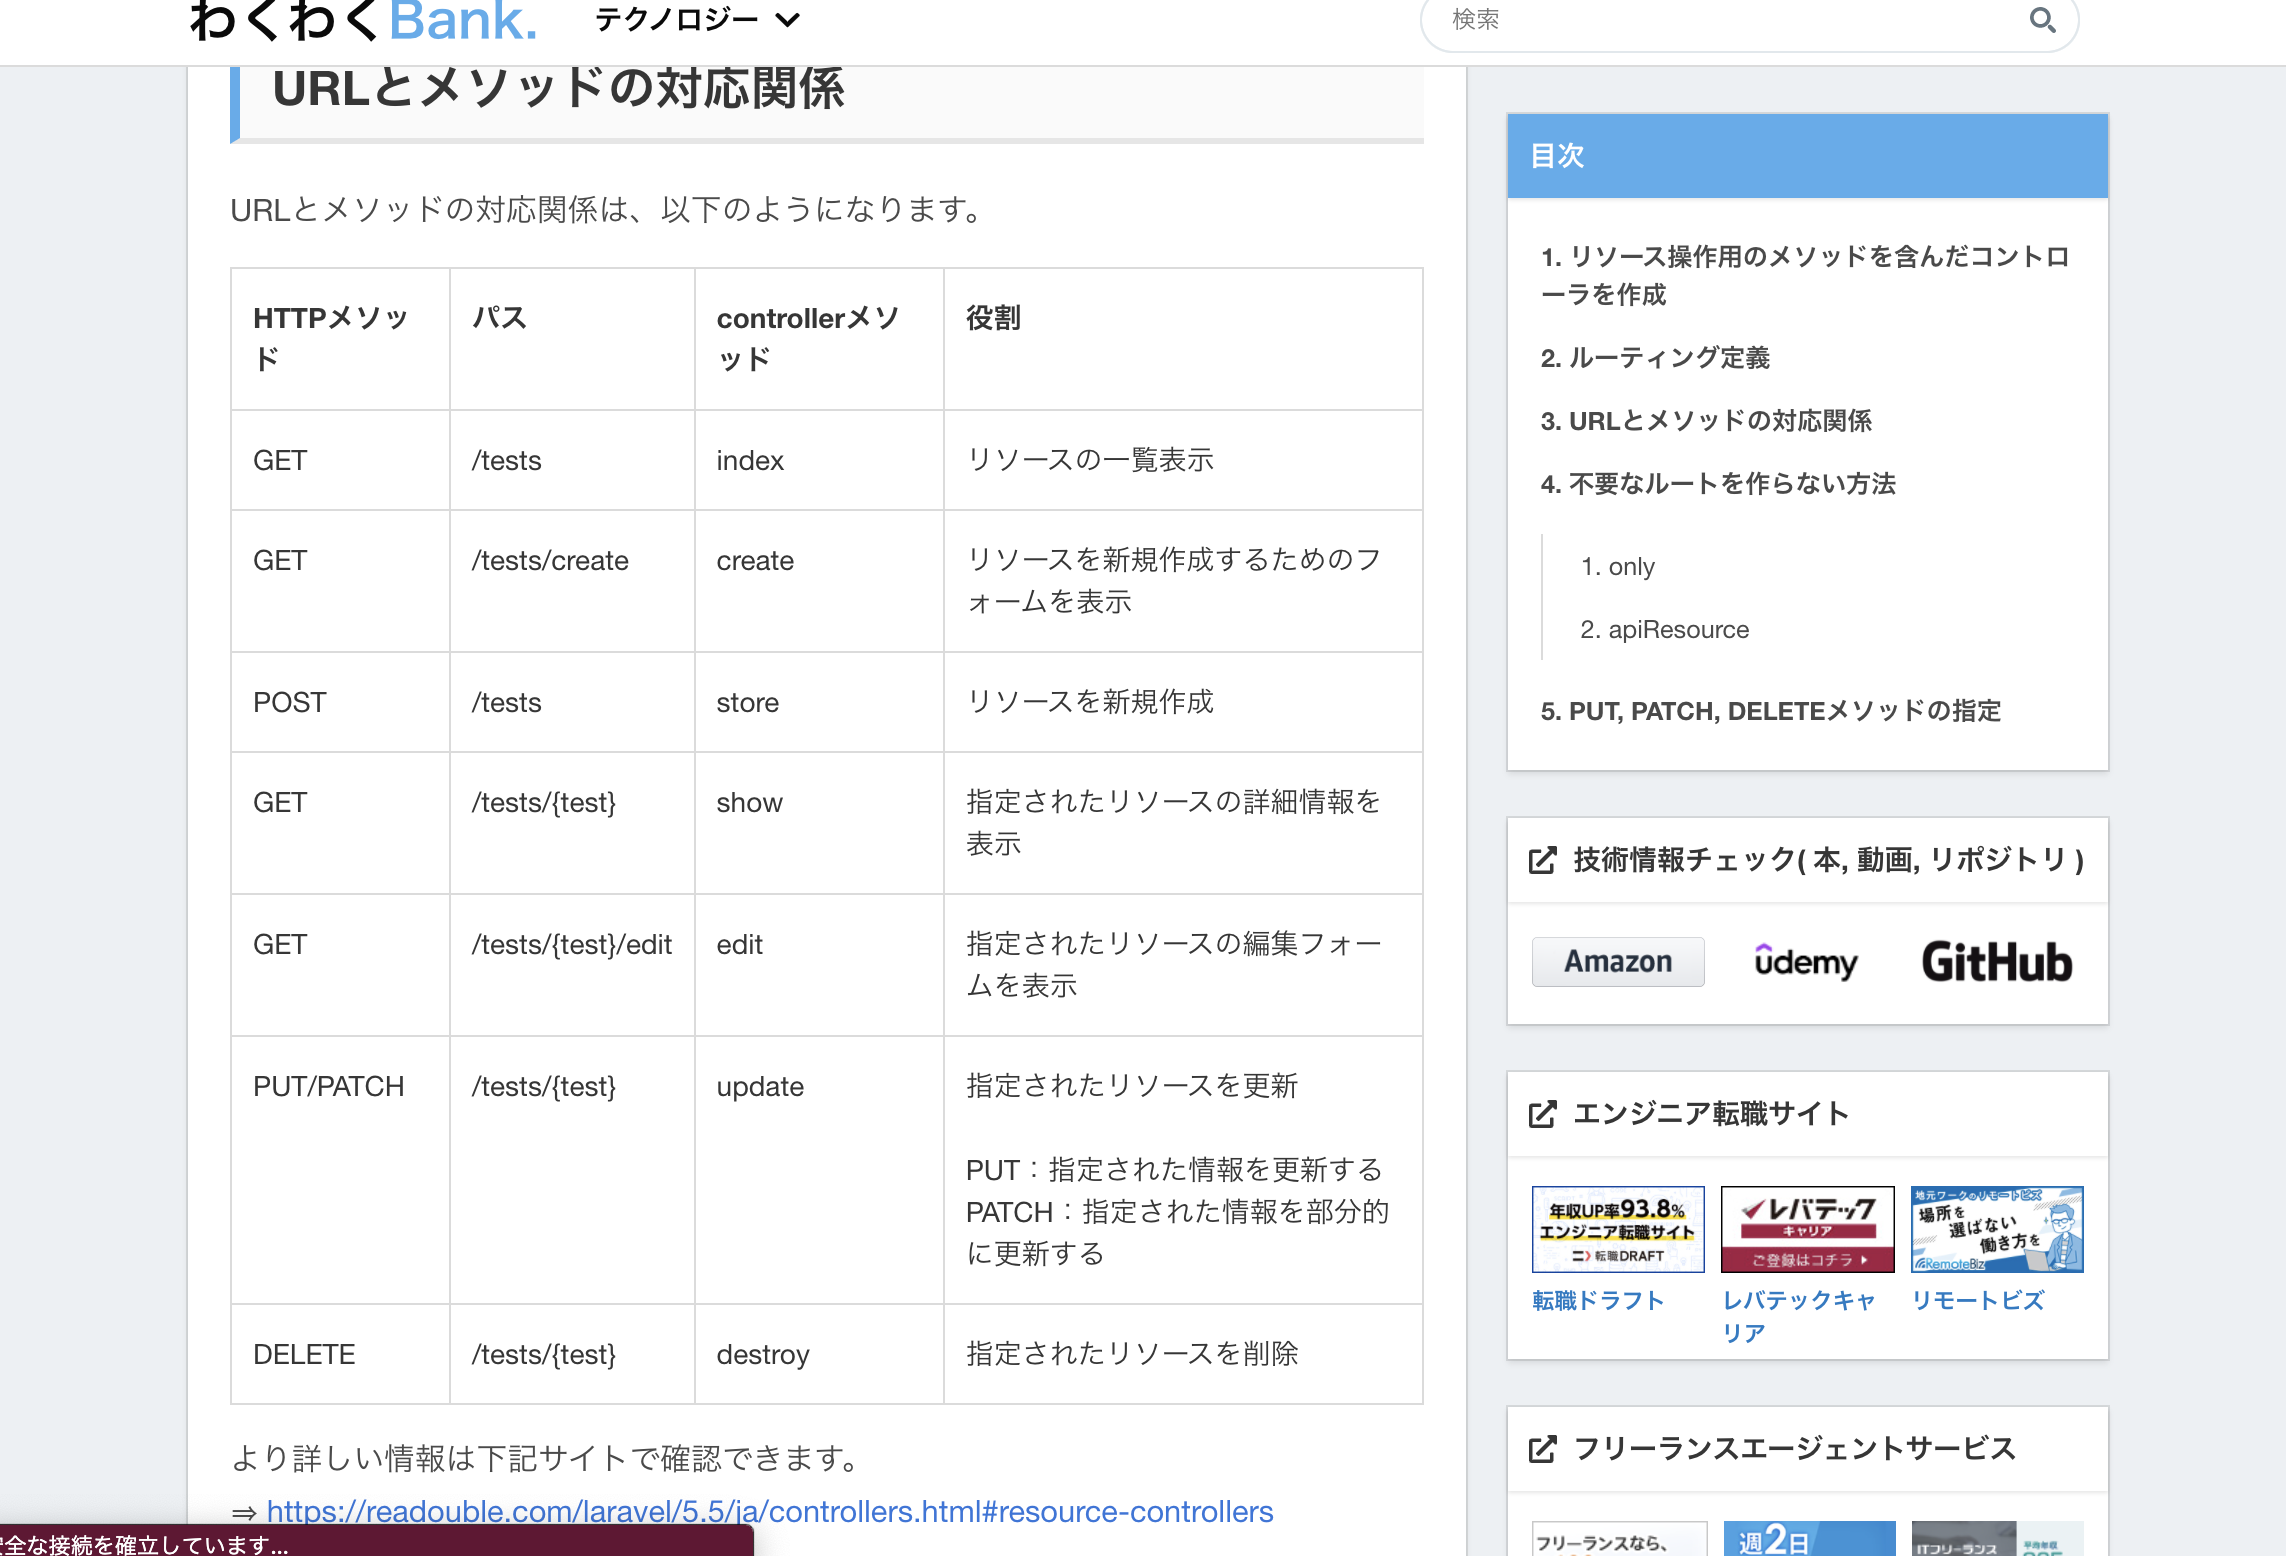 わくわくBank.
テクノロジー
検索
URLとメソッドの対応関係
URLとメソッドの対応関係は、以下のようになります。
HTTPメソッ
ド
パス
controllerメソ
ッド
役割
GET
/tests
index
リソースの一覧表示
GET
/tests/create
create
リソースを新規作成するためのフ
ォームを表示
POST
/tests
store
リソースを新規作成
GET
/tests/{test}
show
指定されたリソースの詳細情報を
表示
GET
/tests/{test}/edit
edit
指定されたリソースの編集フォー
ムを表示
PUT/PATCH
/tests/{test}
update
指定されたリソースを更新
PUT：指定された情報を更新する
PATCH：指定された情報を部分的
に更新する
DELETE
/tests/{test}
destroy
指定されたリソースを削除
より詳しい情報は下記サイトで確認できます。
⇒ https://readouble.com/laravel/5.5/ja/controllers.html#resource-controllers
全な接続を確立しています...
目次
1. リソース操作用のメソッドを含んだコントロ
ーラを作成
2. ルーティング定義
3. URLとメソッドの対応関係
4. 不要なルートを作らない方法
1. only
2. apiResource
5. PUT, PATCH, DELETEメソッドの指定
技術情報チェック( 本, 動画, リポジトリ )
Amazon
ûdemy
GitHub
エンジニア転職サイト
年収UP率93.8%
エンジニア転職サイト
転職DRAFT
レバテック
キャリア
ご登録はコチラ
地元ワークのリモートビズ
場所を
選ばない
働き方を
RemoteBiz
転職ドラフト
レバテックキャ
リア
リモートビズ
フリーランスエージェントサービス
フリーランスなら、
週2日
ITフリーランス
平均年収